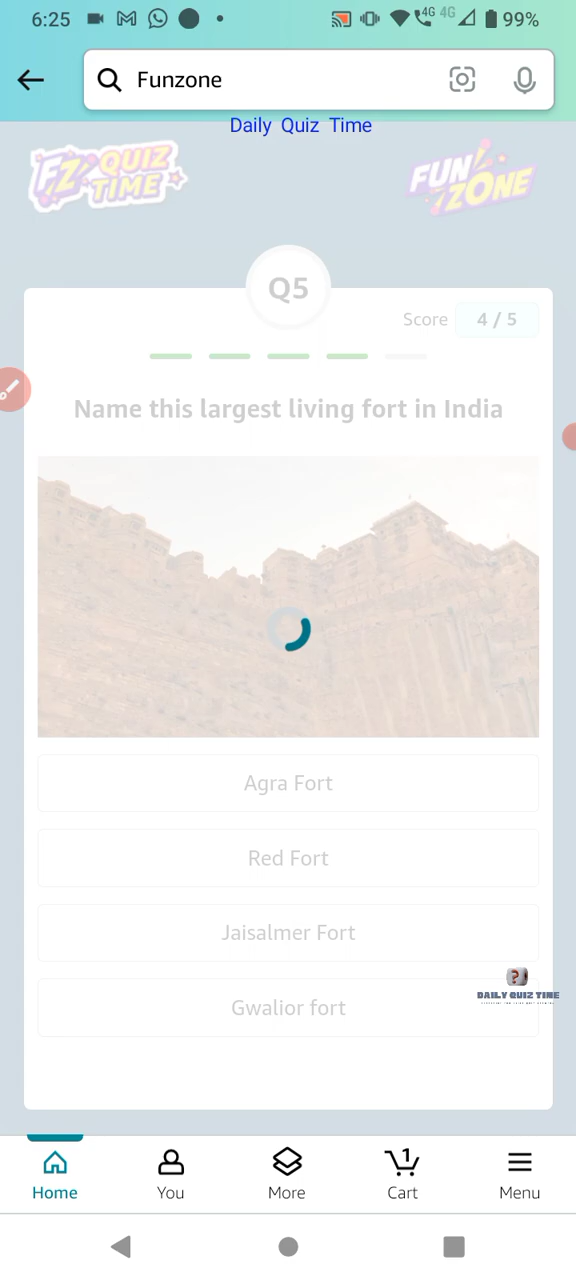 6:25
4G 4G 99%
Funzone
Daily Quiz Time
FZ QUIZ TIME
FUN ZONE
Q5
Score 4 / 5
Name this largest living fort in India
Agra Fort
Red Fort
Jaisalmer Fort
DAILY QUIZ TIME
Gwalior fort
1
Home You More Cart Menu